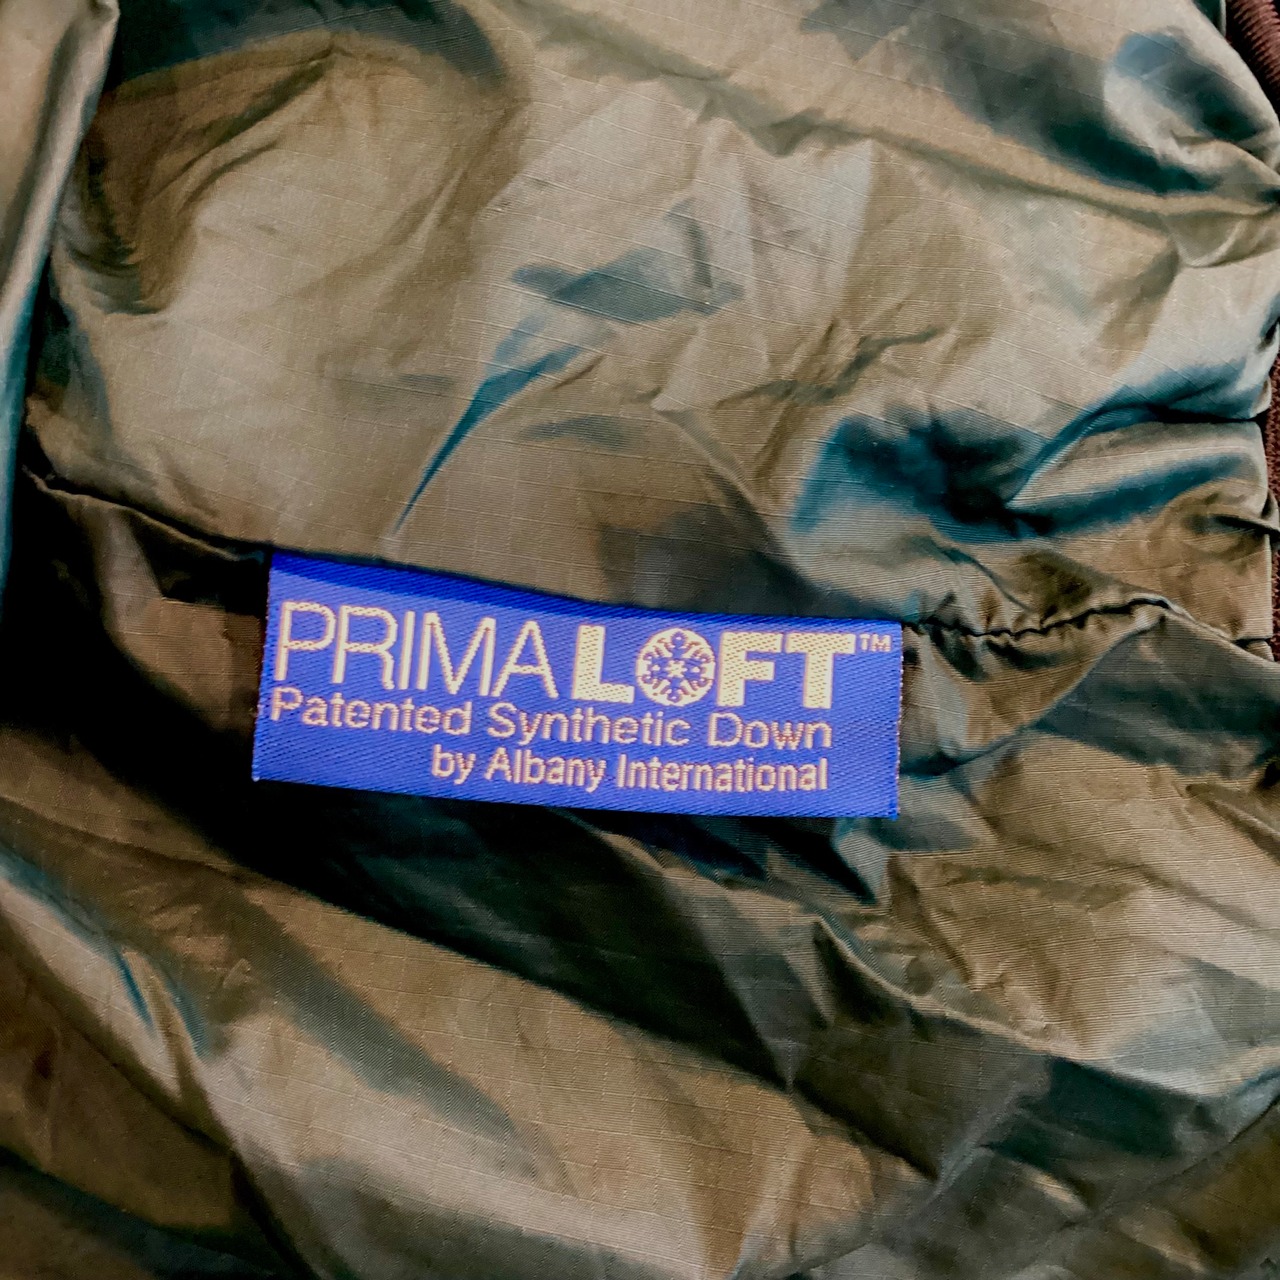 PRIMALOFT™
Patented Synthetic Down
by Albany International